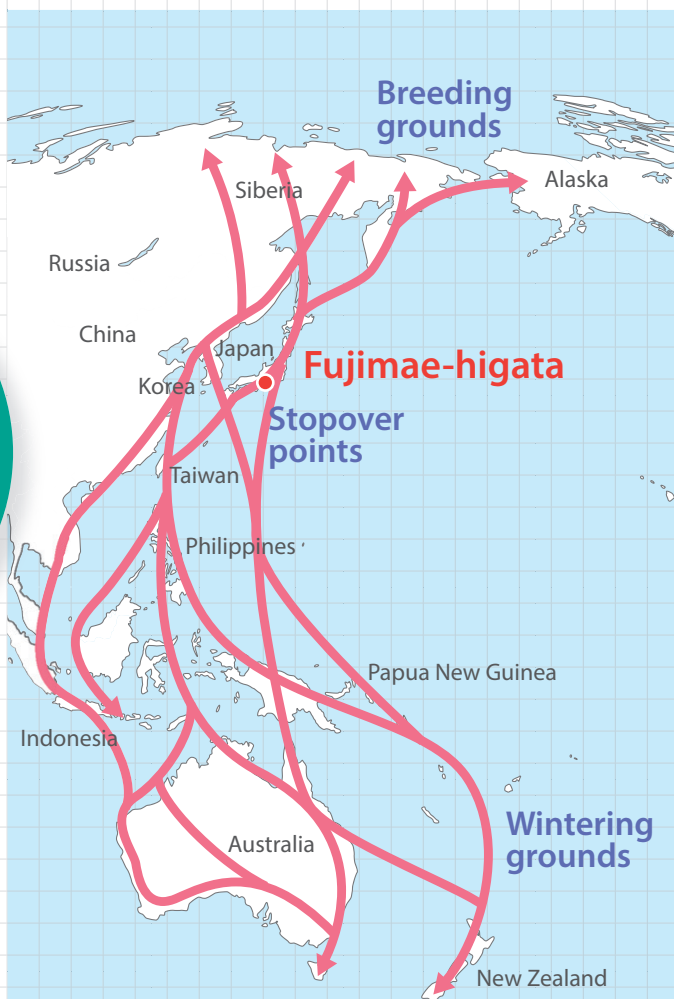 Breeding
grounds
Alaska
Siberia
Russia
China
Japan
Fujimae-higata
Korea
Stopover
points
Taiwan
Philippines
Papua New Guinea
Indonesia
Wintering
grounds
Australia
New Zealand